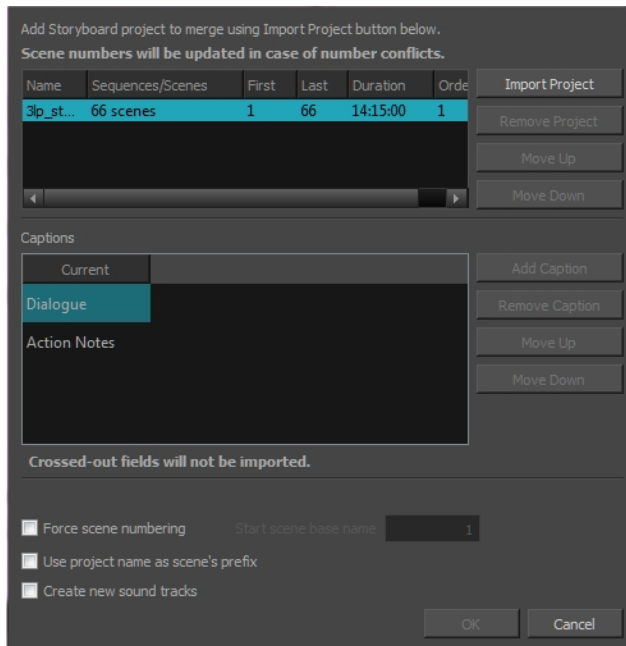 Add Storyboard project to merge using Import Project button below.
Scene numbers will be updated in case of number conflicts.
Name Sequences/Scenes First Last Duration Orde
3lp_st... 66 scenes 1 66 14:15:00 1
Import Project
Remove Project
Move Up
Move Down
Captions
Current
Dialogue
Action Notes
Add Caption
Remove Caption
Move Up
Move Down
Crossed-out fields will not be imported.
Force scene numbering Start scene base name 1
Use project name as scene's prefix
Create new sound tracks
OK Cancel